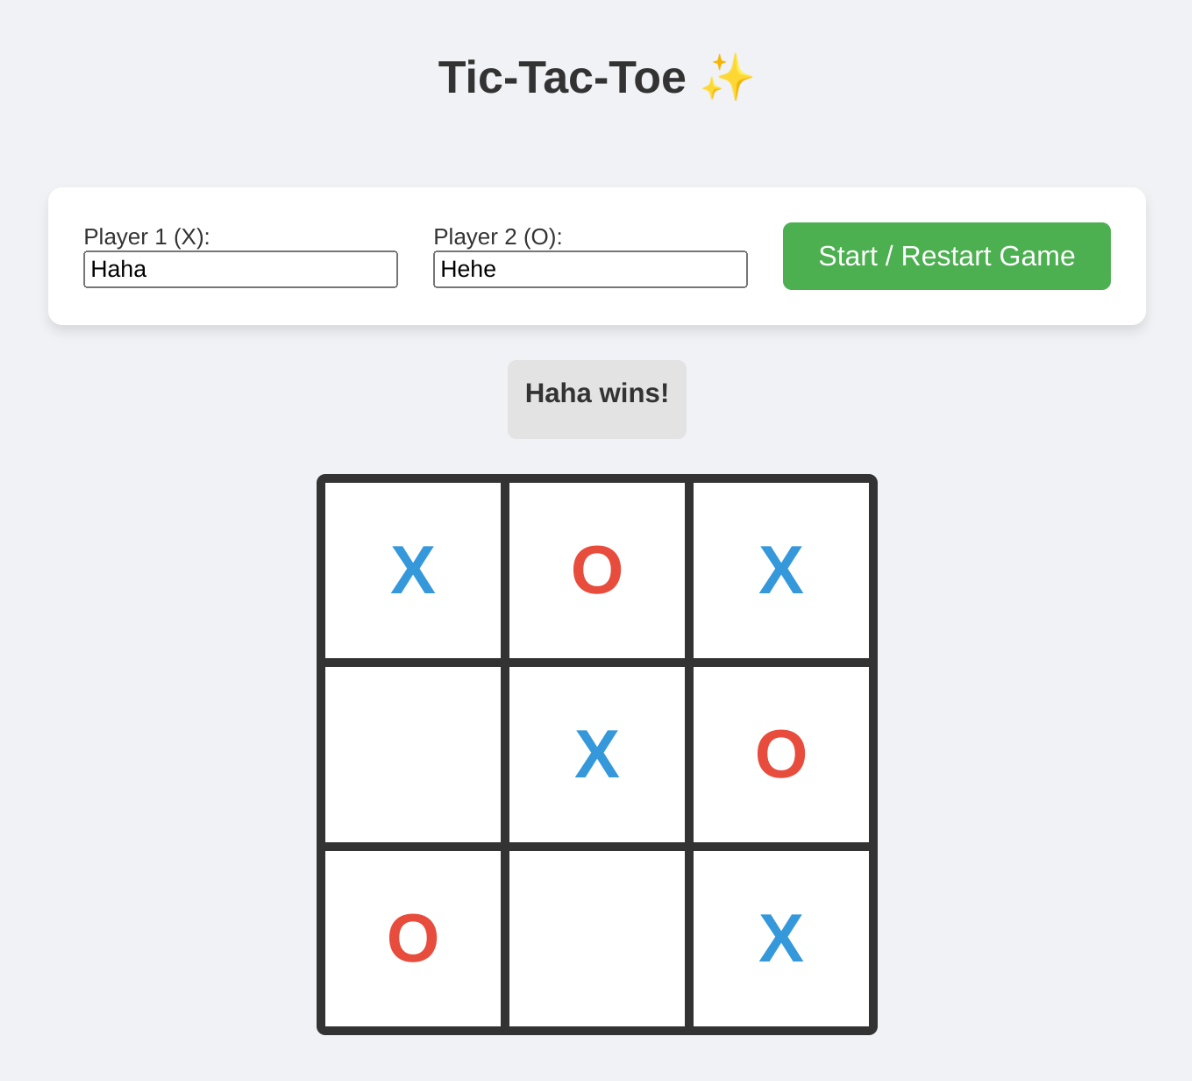 Tic-Tac-Toe ✨
Player 1 (X): Player 2 (O):
Haha Hehe Start / Restart Game
Haha wins!
X O X
X O
O X